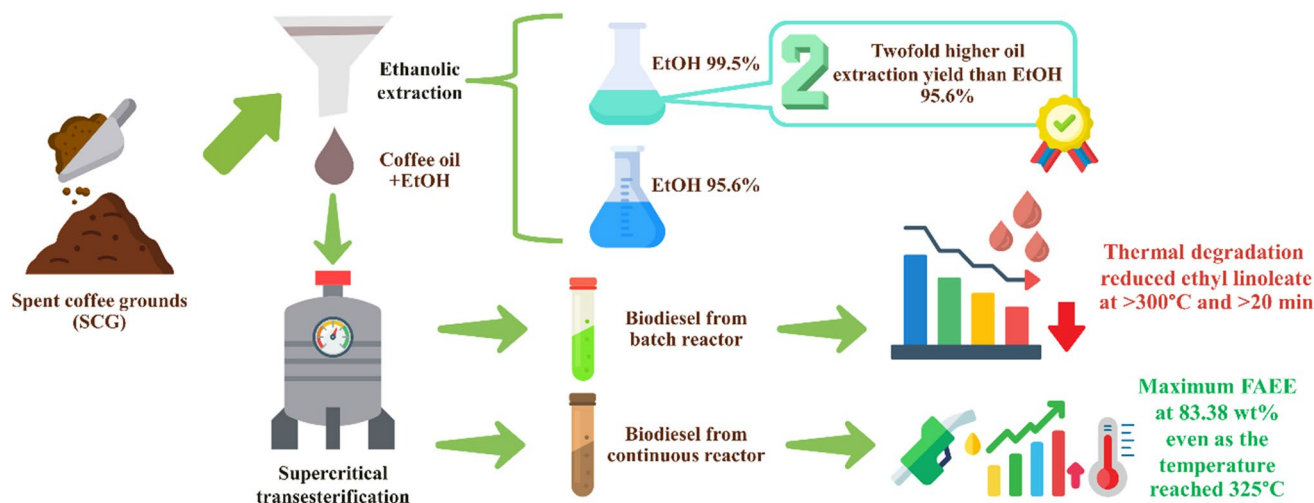 Spent coffee grounds
(SCG)
Ethanolic
extraction
Coffee oil
+EtOH
EtOH 99.5%
2
Twofold higher oil
extraction yield than EtOH
95.6%
EtOH 95.6%
Supercritical
transesterification
Biodiesel from
batch reactor
Thermal degradation
reduced ethyl linoleate
at >300°C and >20 min
Biodiesel from
continuous reactor
Maximum FAEE
at 83.38 wt%
even as the
temperature
reached 325°C